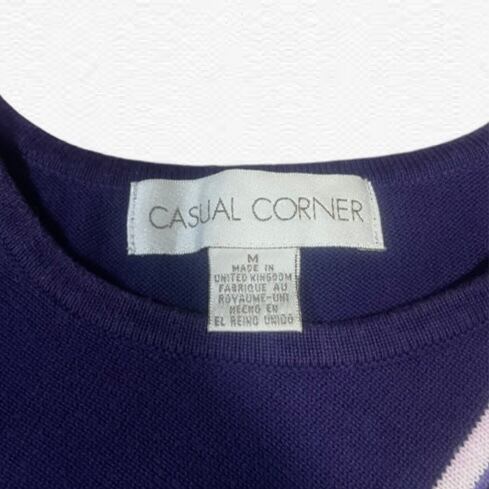 CASUAL CORNER
M
MADE IN
UNITED KINGDOM
FABRIQUE AU
ROYAUME-UNI
HECHO EN
EL REINO UNIDO